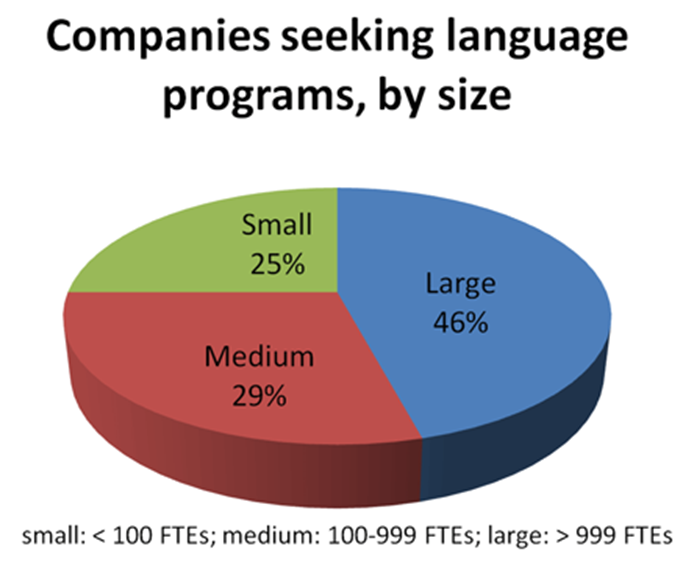 Companies seeking language
programs, by size
Small
25%
Large
46%
Medium
29%
small: < 100 FTEs; medium: 100-999 FTEs; large: > 999 FTEs